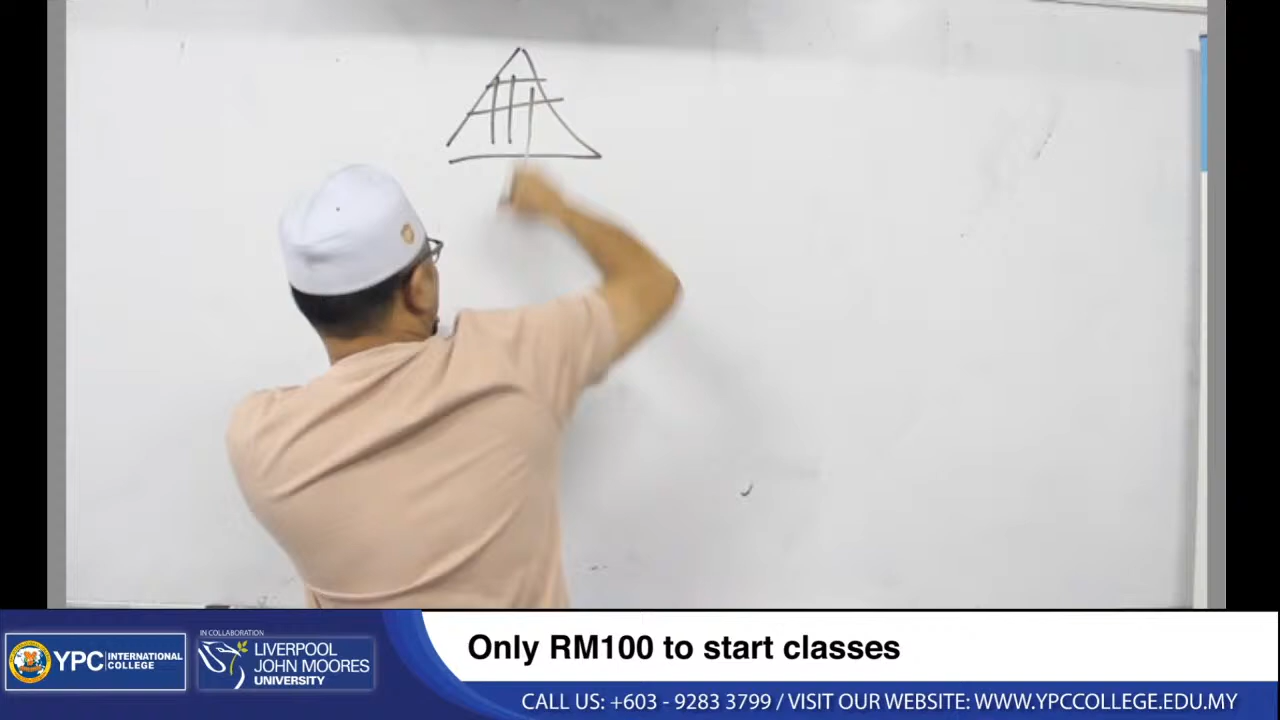 Only RM100 to start classes
YPC INTERNATIONAL COLLEGE
IN COLLABORATION
LIVERPOOL
JOHN MOORES
UNIVERSITY
CALL US: +603 - 9283 3799 / VISIT OUR WEBSITE: WWW.YPCCOLLEGE.EDU.MY